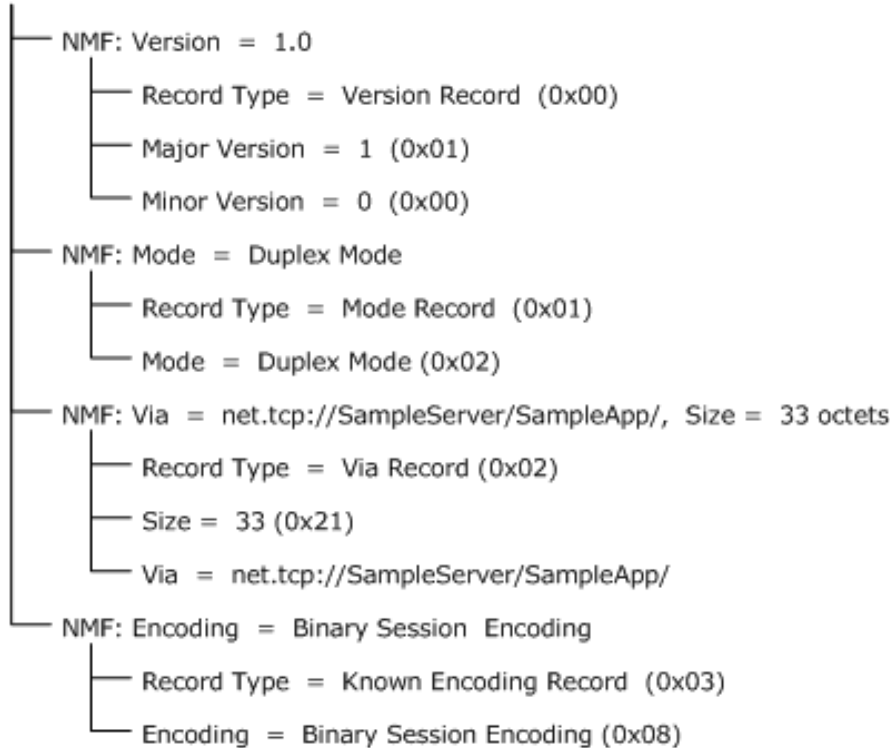 NMF: Version = 1.0
Record Type = Version Record (0x00)
Major Version = 1 (0x01)
Minor Version = 0 (0x00)
NMF: Mode = Duplex Mode
Record Type = Mode Record (0x01)
Mode = Duplex Mode (0x02)
NMF: Via = net.tcp://SampleServer/SampleApp/, Size = 33 octets
Record Type = Via Record (0x02)
Size = 33 (0x21)
Via = net.tcp://SampleServer/SampleApp/
NMF: Encoding = Binary Session Encoding
Record Type = Known Encoding Record (0x03)
Encoding = Binary Session Encoding (0x08)